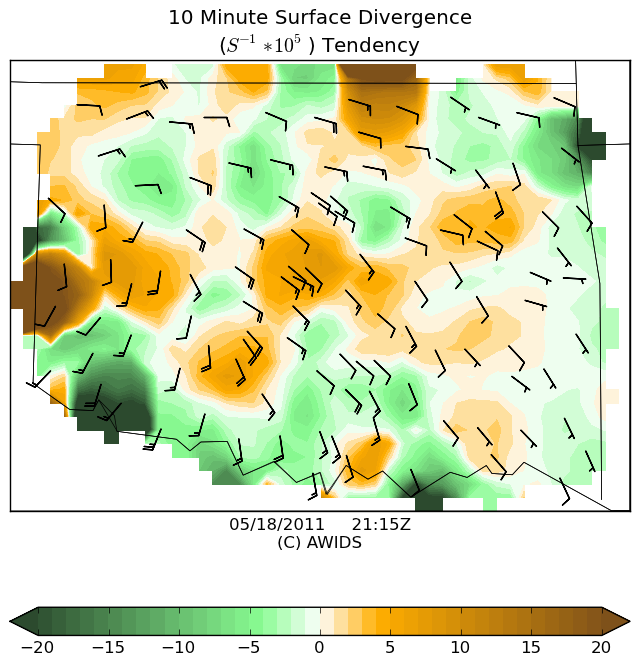 10 Minute Surface Divergence
(S⁻¹ * 10⁵ ) Tendency
05/18/2011 21:15Z
(C) AWIDS
−20 −15 −10 −5 0 5 10 15 20